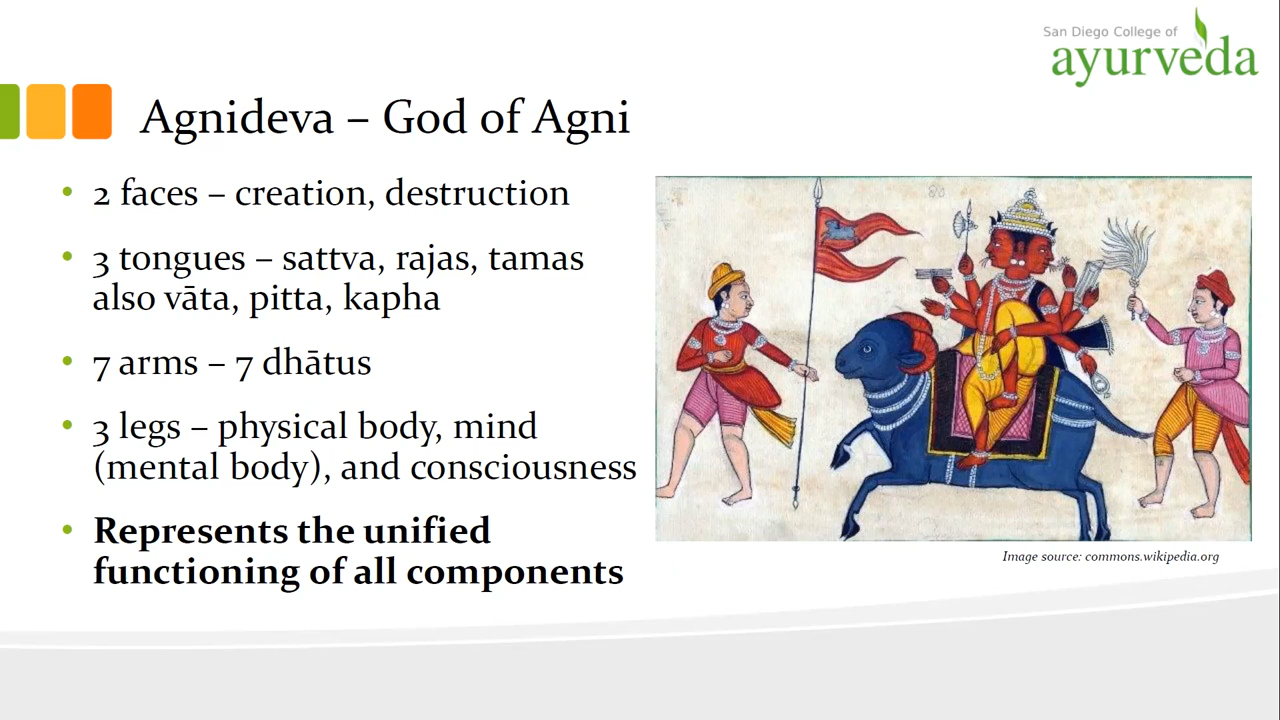 San Diego College of
ayurveda
Agnideva – God of Agni
• 2 faces – creation, destruction
• 3 tongues – sattva, rajas, tamas
also vāta, pitta, kapha
• 7 arms – 7 dhātus
• 3 legs – physical body, mind
(mental body), and consciousness
• Represents the unified
functioning of all components
Image source: commons.wikipedia.org